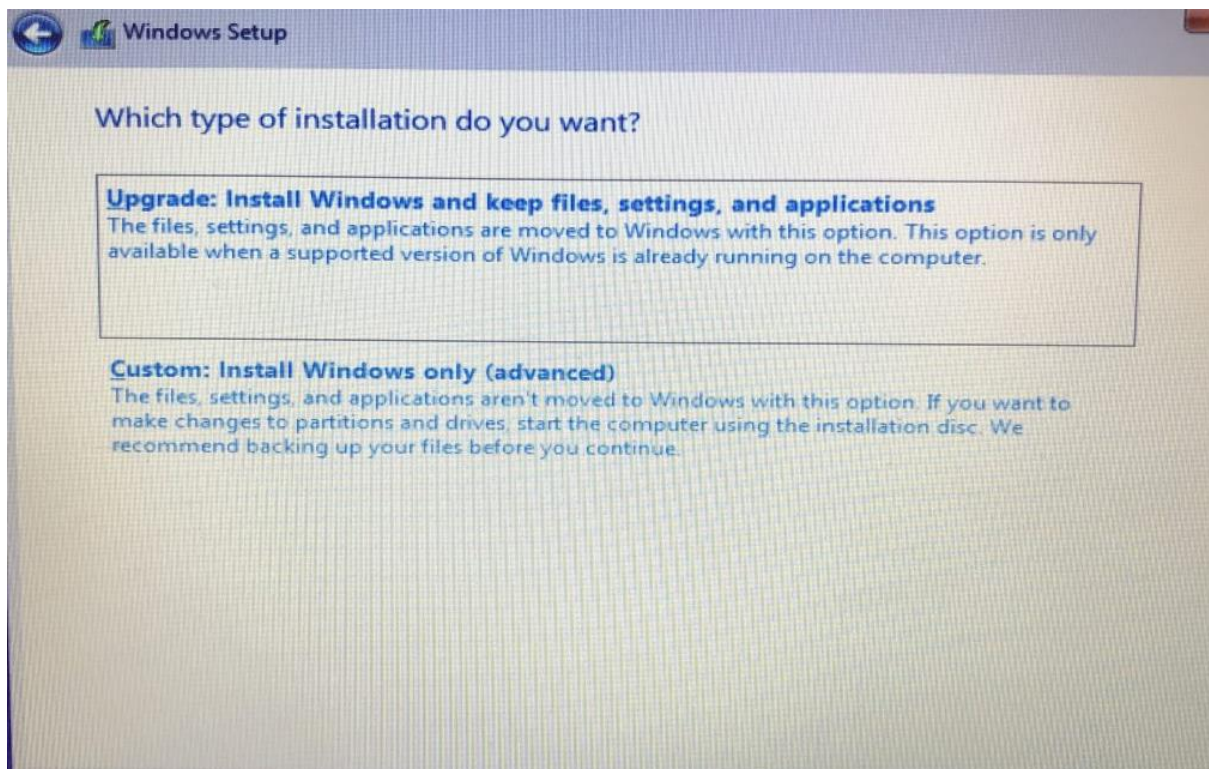 Windows Setup
Which type of installation do you want?
Upgrade: Install Windows and keep files, settings, and applications
The files, settings, and applications are moved to Windows with this option. This option is only
available when a supported version of Windows is already running on the computer.
Custom: Install Windows only (advanced)
The files, settings, and applications aren't moved to Windows with this option. If you want to
make changes to partitions and drives, start the computer using the installation disc. We
recommend backing up your files before you continue.